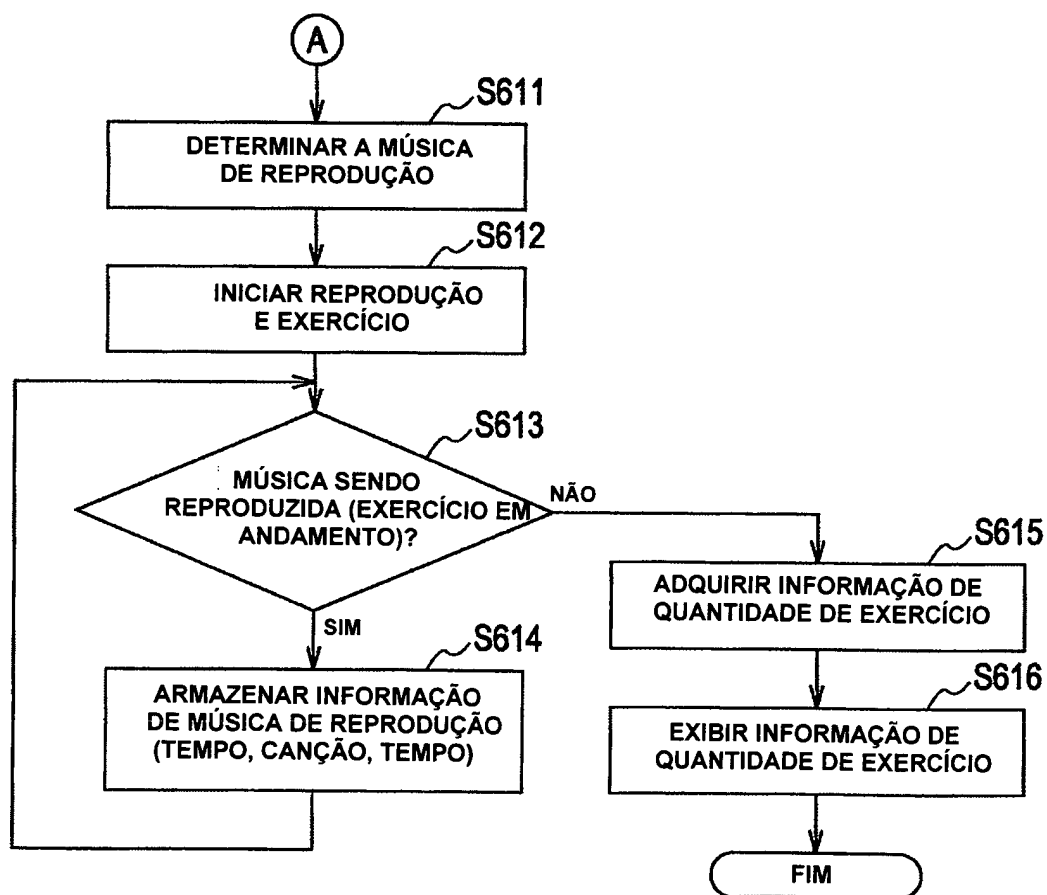 A
S611
DETERMINAR A MÚSICA
DE REPRODUÇÃO
S612
INICIAR REPRODUÇÃO
E EXERCÍCIO
S613
MÚSICA SENDO
REPRODUZIDA (EXERCÍCIO EM
ANDAMENTO)?
NÃO
SIM
S614
ARMAZENAR INFORMAÇÃO
DE MÚSICA DE REPRODUÇÃO
(TEMPO, CANÇÃO, TEMPO)
S615
ADQUIRIR INFORMAÇÃO DE
QUANTIDADE DE EXERCÍCIO
S616
EXIBIR INFORMAÇÃO DE
QUANTIDADE DE EXERCÍCIO
FIM